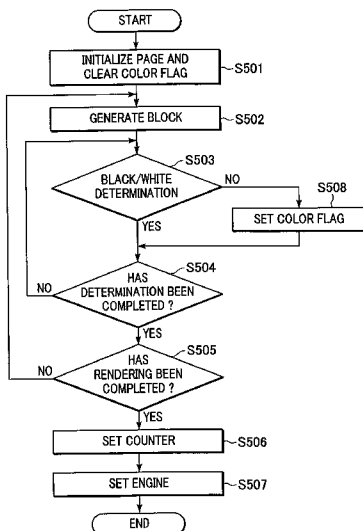 START
INITIALIZE PAGE AND
CLEAR COLOR FLAG
S501
GENERATE BLOCK
S502
S503
BLACK/WHITE
DETERMINATION
NO
S508
SET COLOR FLAG
YES
S504
HAS
DETERMINATION BEEN
COMPLETED ?
NO
YES
S505
HAS
RENDERING BEEN
COMPLETED ?
NO
YES
SET COUNTER
S506
SET ENGINE
S507
END